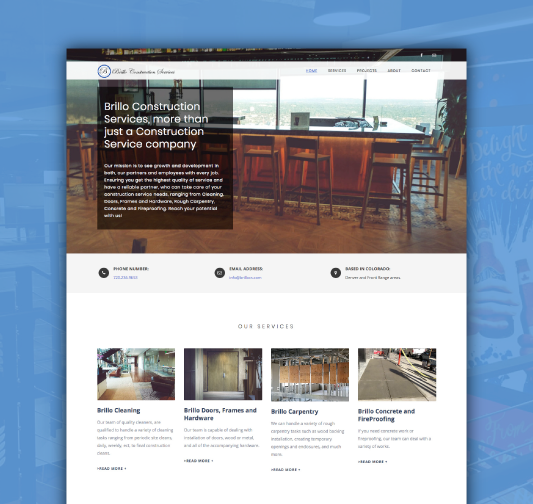 Brillo Construction Services
HOME SERVICES PROJECTS ABOUT CONTACT
Brillo Construction
Services, more than
just a Construction
Service company
Our mission is to see growth and development in
both, our partners and employees with every job.
Ensuring you get the highest quality of service and
have a reliable partner, who can take care of your
construction service needs, ranging from Cleaning,
Doors, Frames and Hardware, Rough Carpentry,
Concrete and Fireproofing. Reach your potential
with us!
PHONE NUMBER:
EMAIL ADDRESS:
BASED IN COLORADO:
Denver and Front Range areas
OUR SERVICES
Brillo Cleaning
Our team of quality cleaners, are
qualified to handle a variety of cleaning
tasks ranging from periodic site cleans,
daily, weekly, est. to final construction
cleans.
+READ MORE +
Brillo Doors, Frames and
Hardware
Our team is capable of dealing with
installation of doors, wood or metal,
and all of the accompanying hardware.
+READ MORE +
Brillo Carpentry
We can handle a variety of rough
carpentry tasks such as wood backing
installation, creating temporary
openings and enclosures, and much
more.
+READ MORE +
Brillo Concrete and
FireProofing
If you need concrete work or
fireproofing, our team can deal with a
variety of works.
+READ MORE +